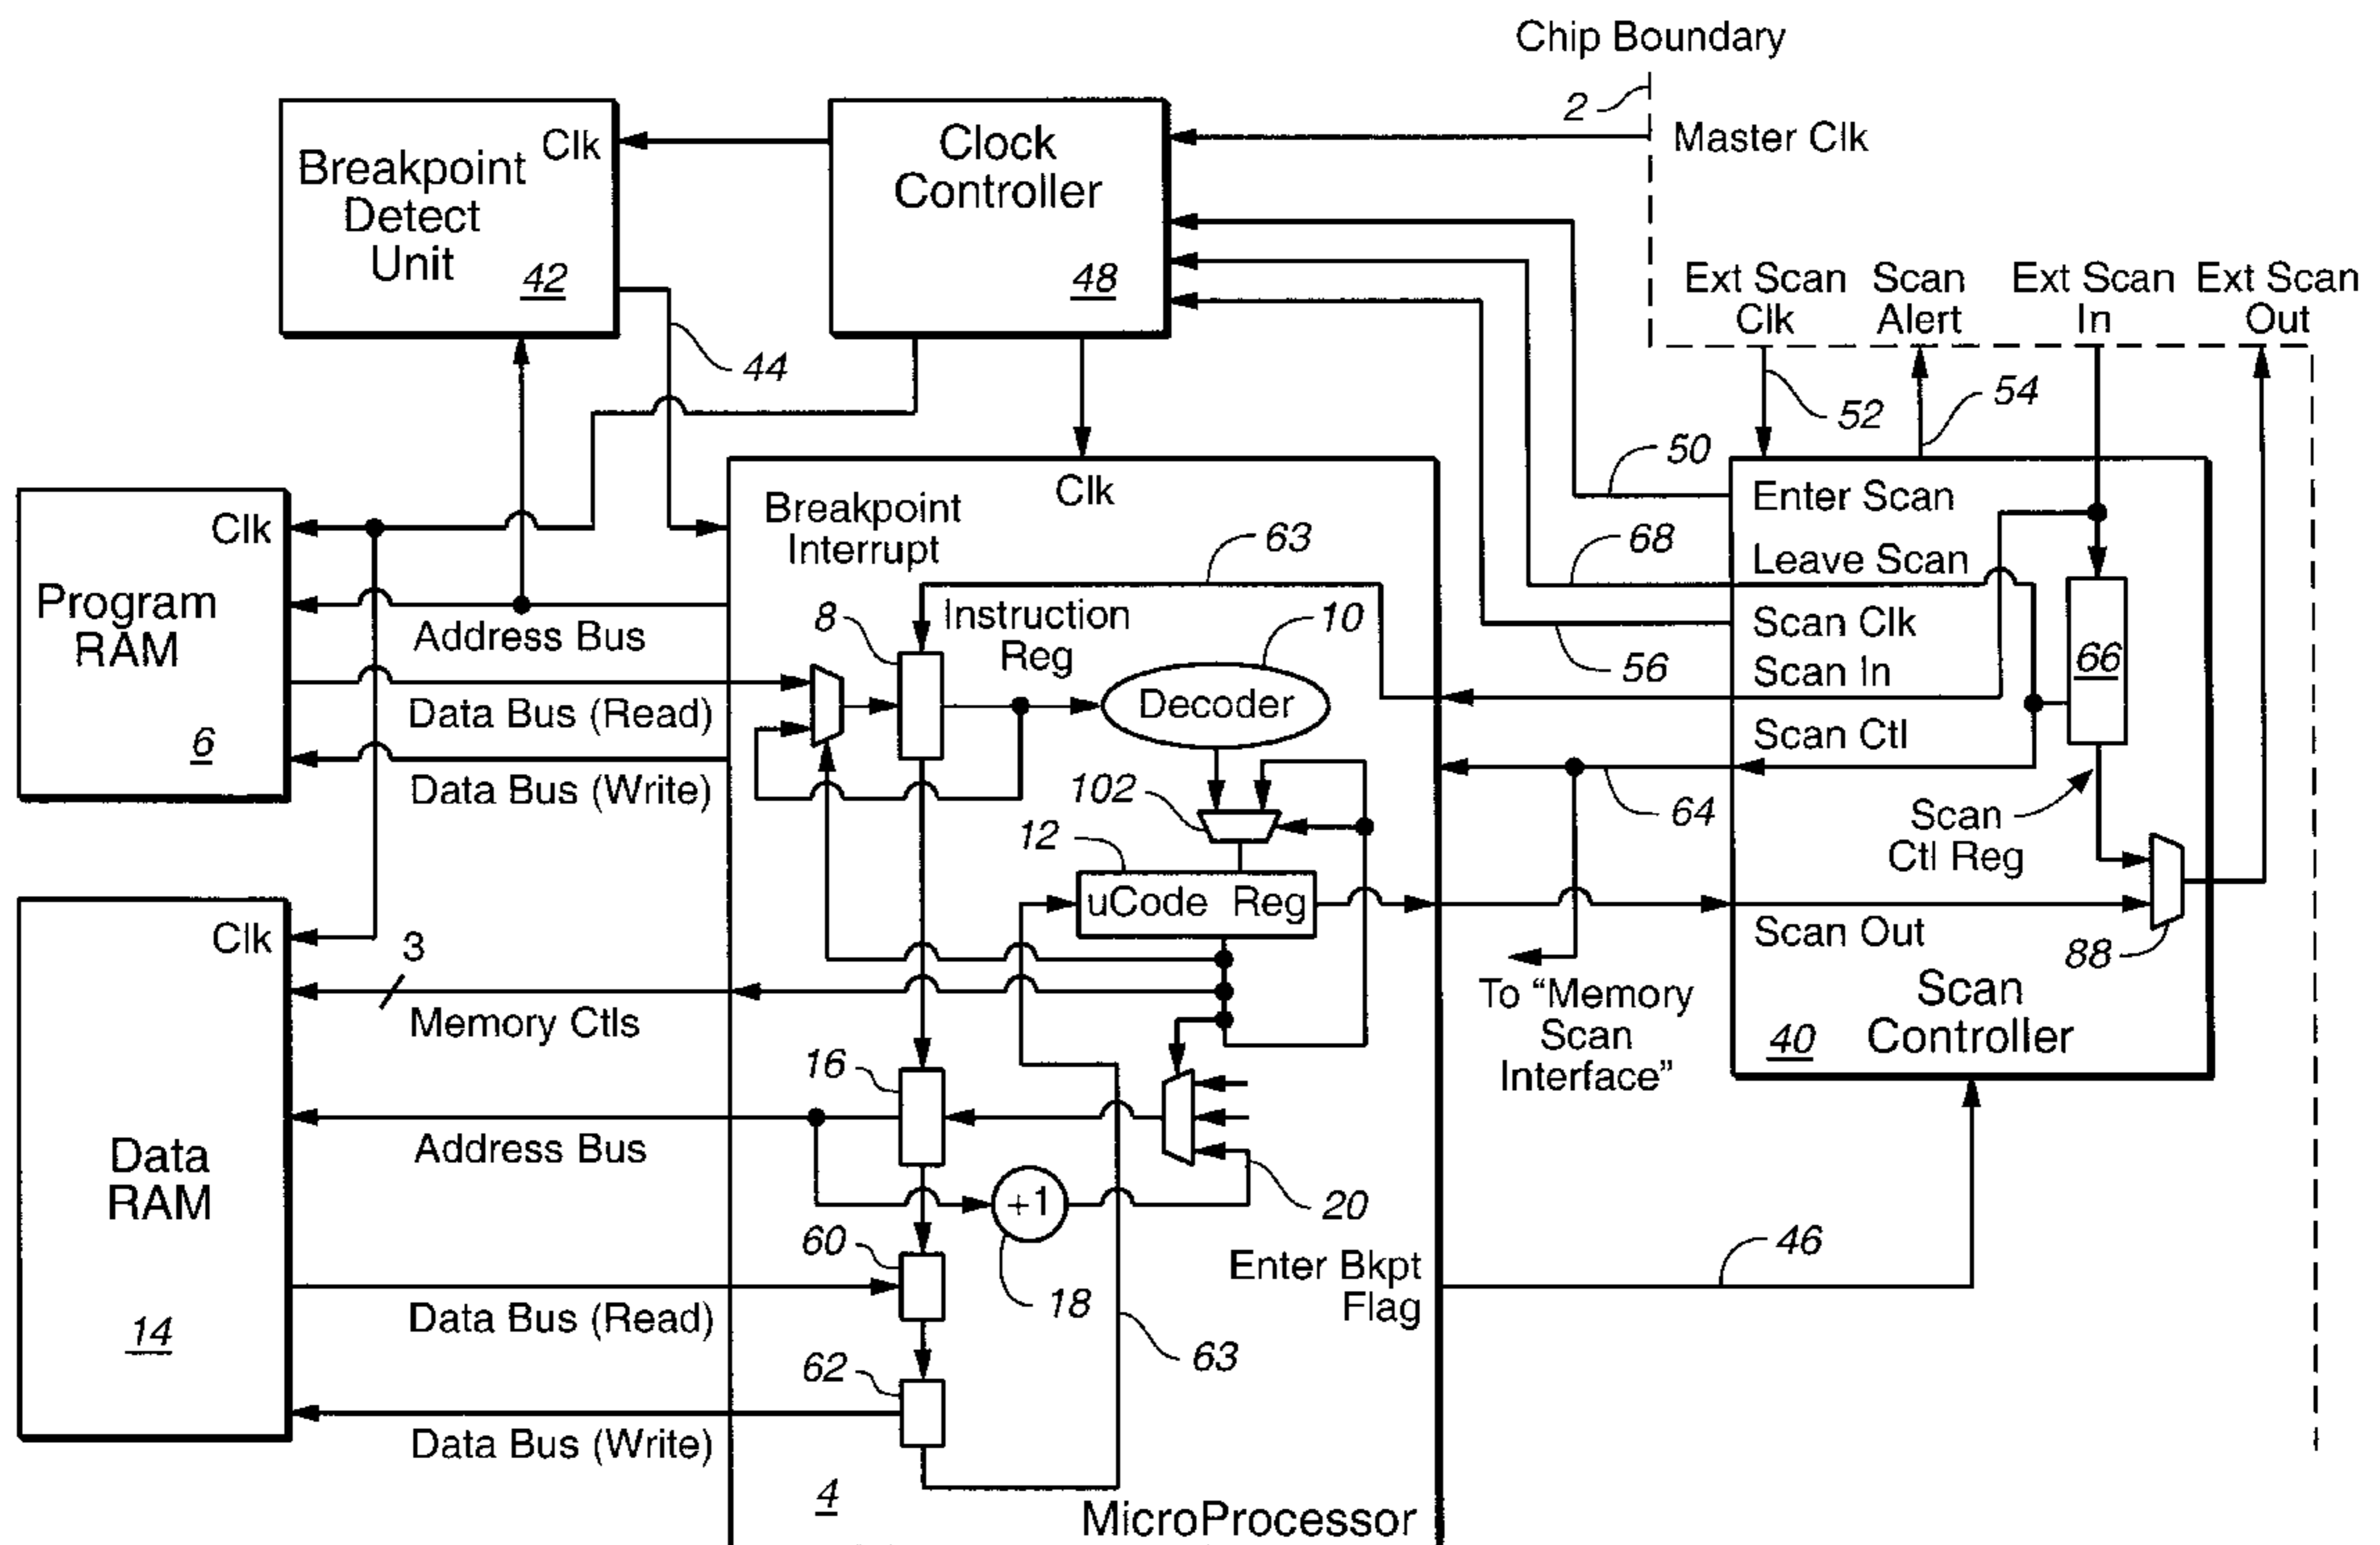 Chip Boundary
2
Master Clk
Breakpoint
Detect
Unit
Clk
42
Clock
Controller
48
44
Ext Scan
Clk
Scan
Alert
Ext Scan
In
Ext Scan
Out
52
54
50
68
56
64
Program
RAM
Clk
6
Address Bus
Data Bus (Read)
Data Bus (Write)
Breakpoint
Interrupt
Clk
63
8
Instruction
Reg
10
Decoder
102
12
uCode Reg
Enter Scan
Leave Scan
Scan Clk
Scan In
Scan Ctl
66
Scan
Ctl Reg
Scan Out
88
Scan
Controller
40
To “Memory
Scan
Interface”
Data
RAM
Clk
14
3
Memory Ctls
Address Bus
Data Bus (Read)
Data Bus (Write)
16
+1
18
20
60
62
63
Enter Bkpt
Flag
46
4
MicroProcessor